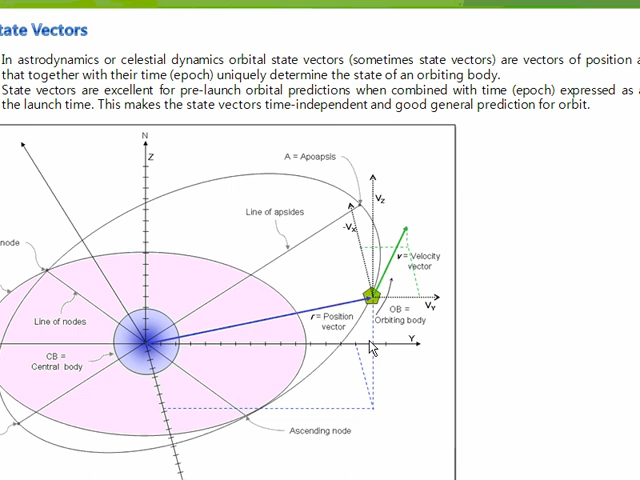 tate Vectors
In astrodynamics or celestial dynamics orbital state vectors (sometimes state vectors) are vectors of position a
that together with their time (epoch) uniquely determine the state of an orbiting body.
State vectors are excellent for pre-launch orbital predictions when combined with time (epoch) expressed as a
the launch time. This makes the state vectors time-independent and good general prediction for orbit.
N
Z
A = Apoapsis
VZ
Line of apsides
-VX
node
v = Velocity
vector
VY
Line of nodes
r = Position
vector
OB =
Orbiting body
Y
CB =
Central body
Ascending node